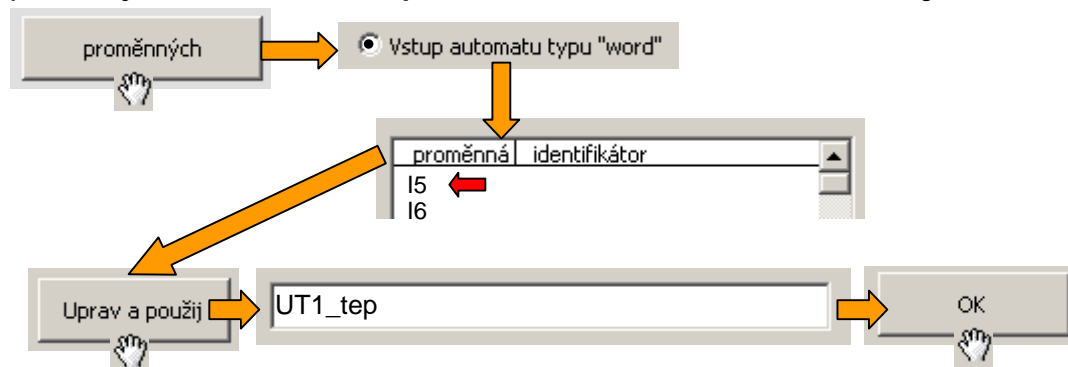 proměnných
Vstup automatu typu "word"
proměnná identifikátor
I5
I6
Uprav a použij
UT1_tep
OK